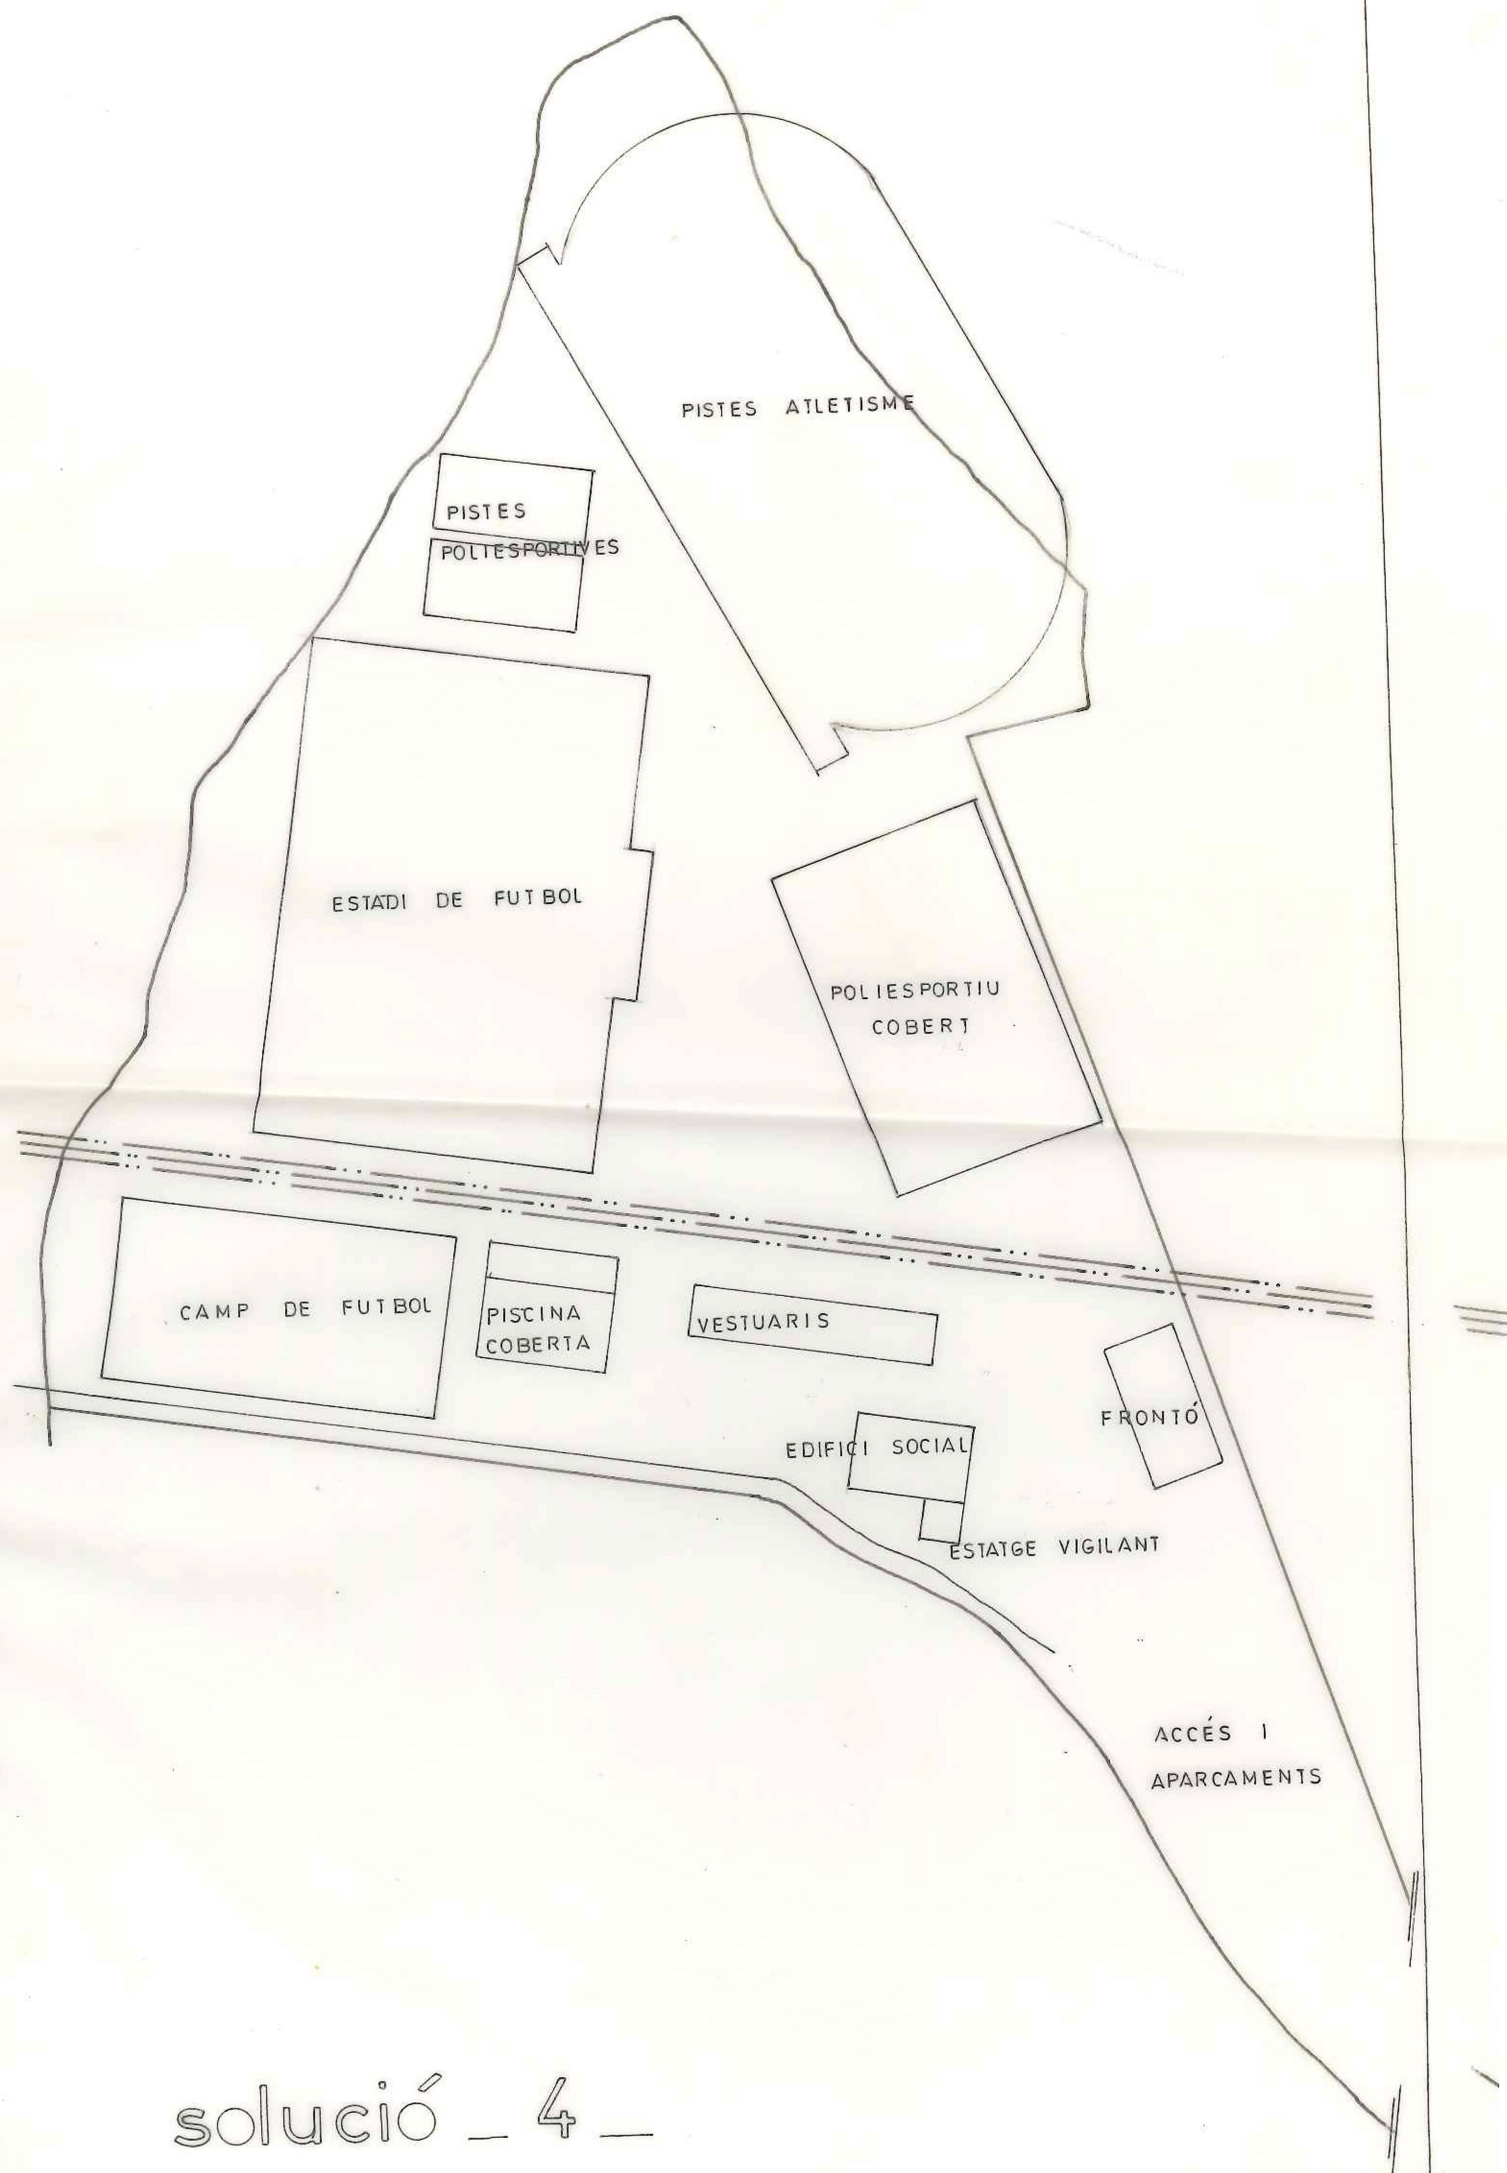 PISTES ATLETISME
PISTES
POLIESPORTIVES
ESTADI DE FUTBOL
POLIESPORTIU
COBERT
CAMP DE FUTBOL
PISCINA
COBERTA
VESTUARIS
FRONTÓ
EDIFICI SOCIAL
ESTATGE VIGILANT
ACCÉS I
APARCAMENTS
solució _ 4 _